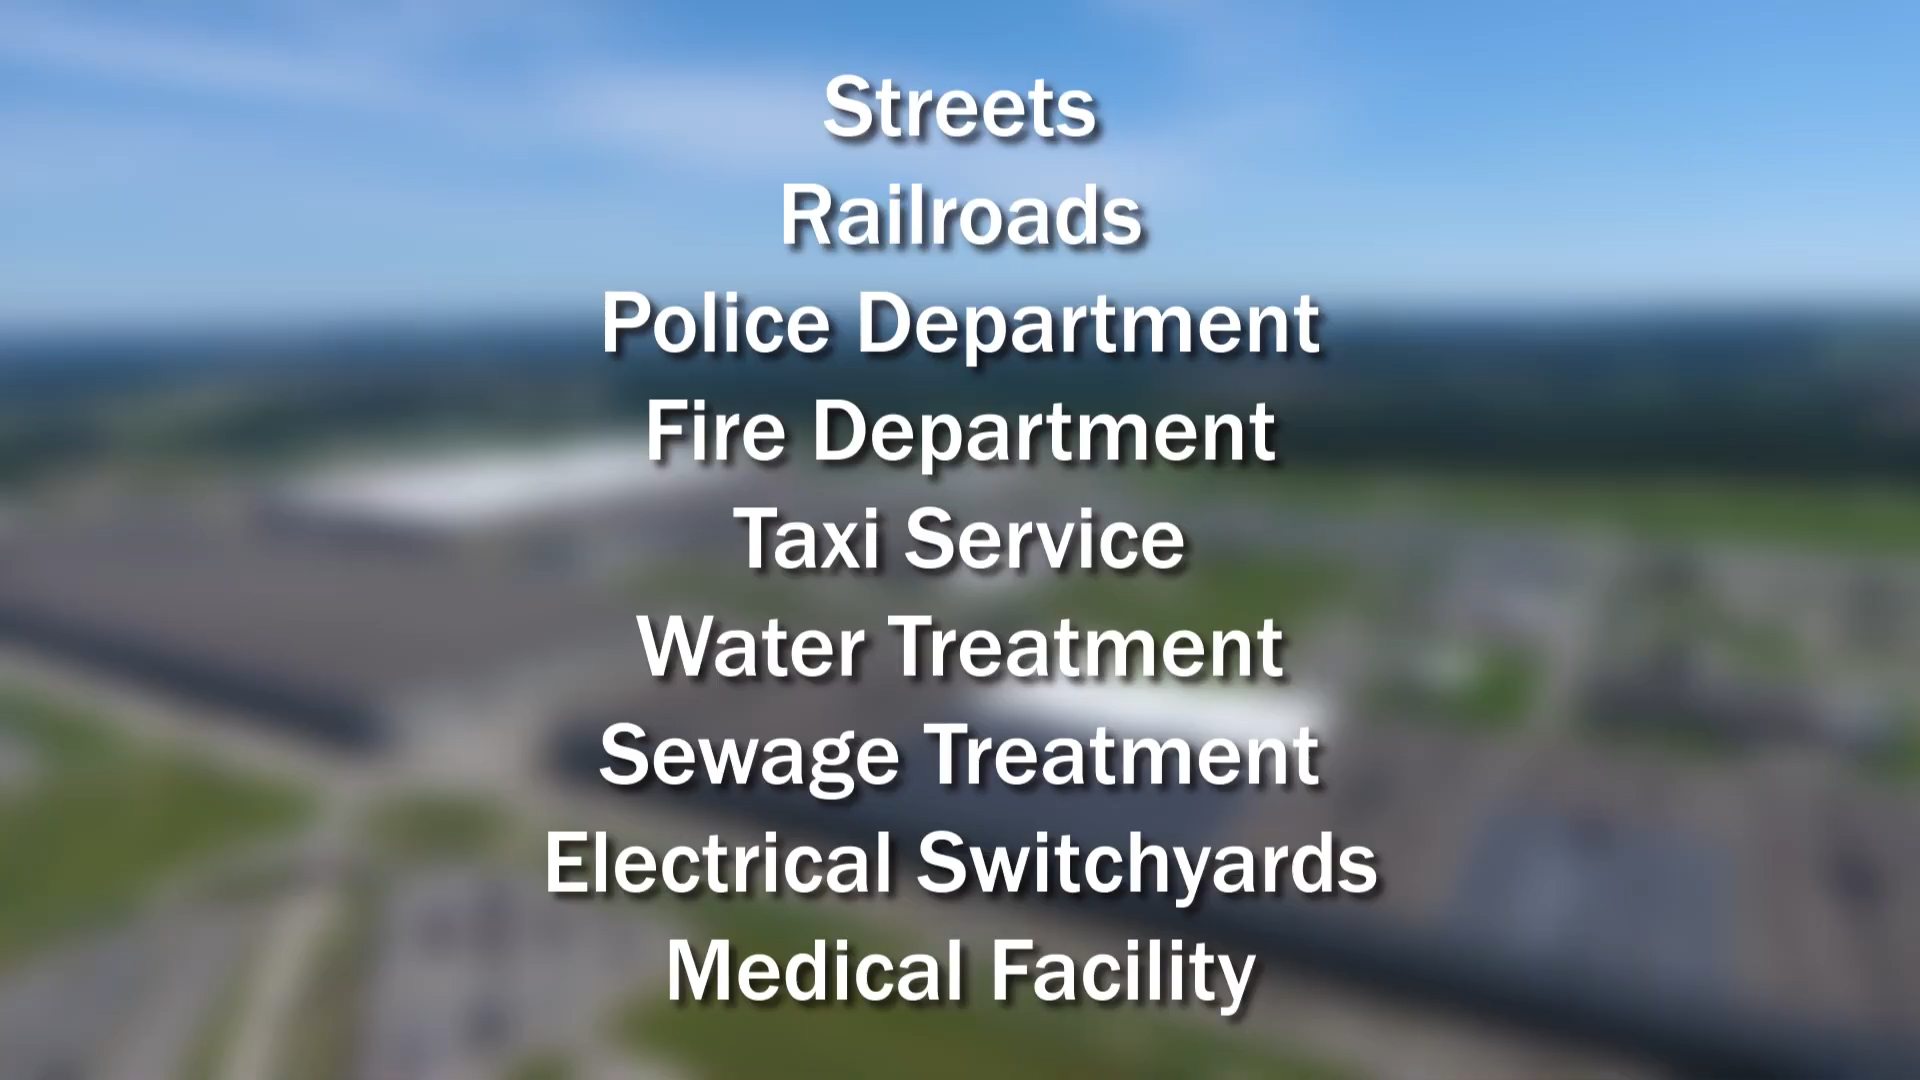 Streets
Railroads
Police Department
Fire Department
Taxi Service
Water Treatment
Sewage Treatment
Electrical Switchyards
Medical Facility